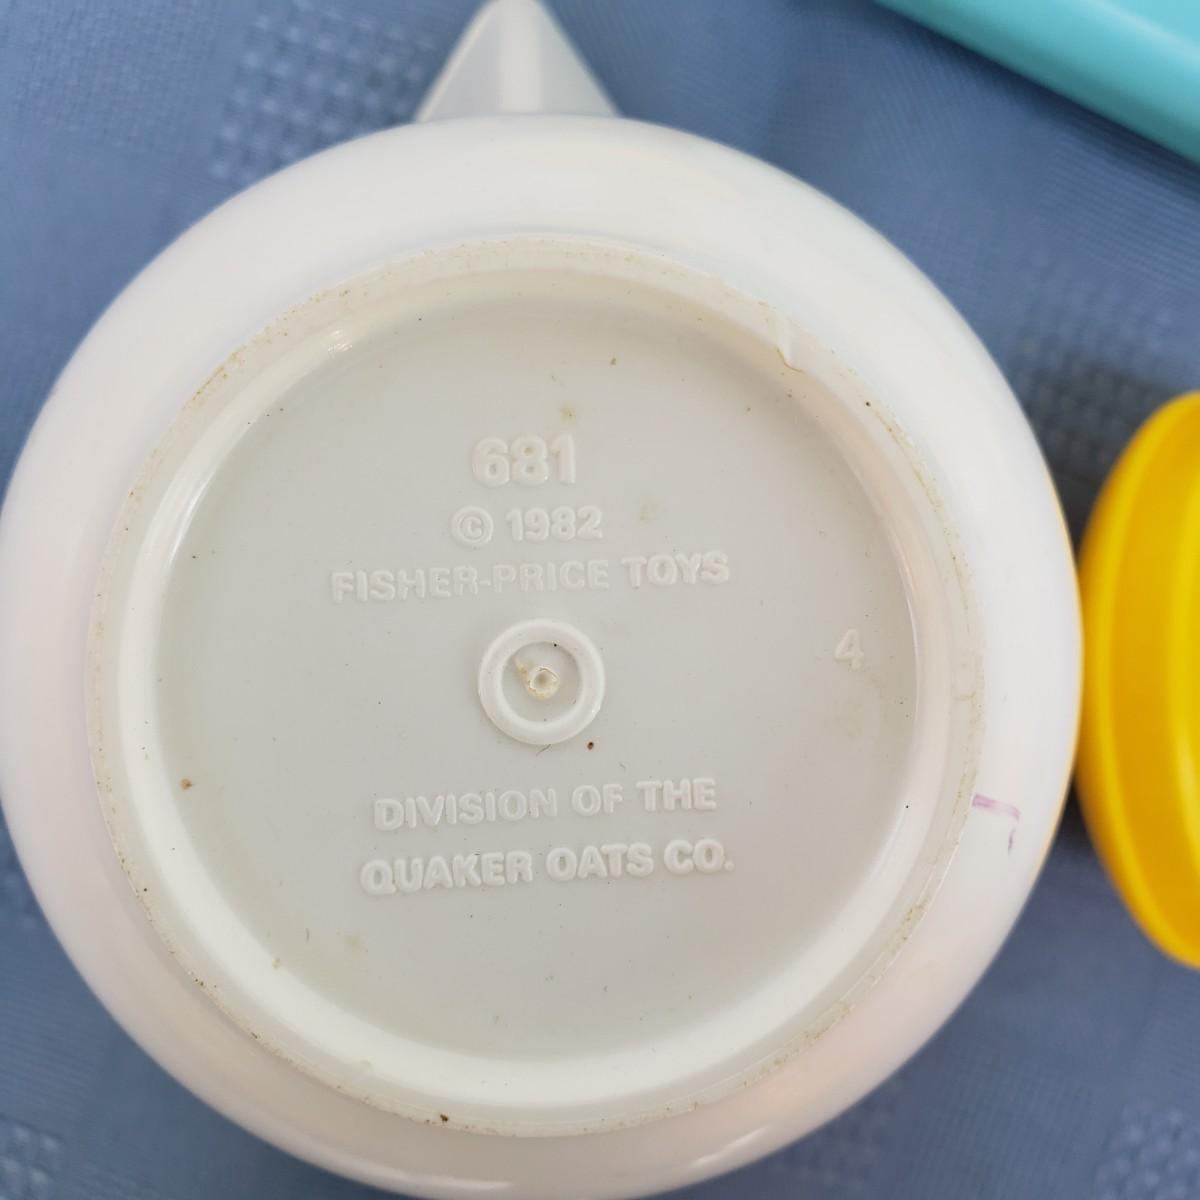 681
© 1982
FISHER-PRICE TOYS
4
DIVISION OF THE
QUAKER OATS CO.